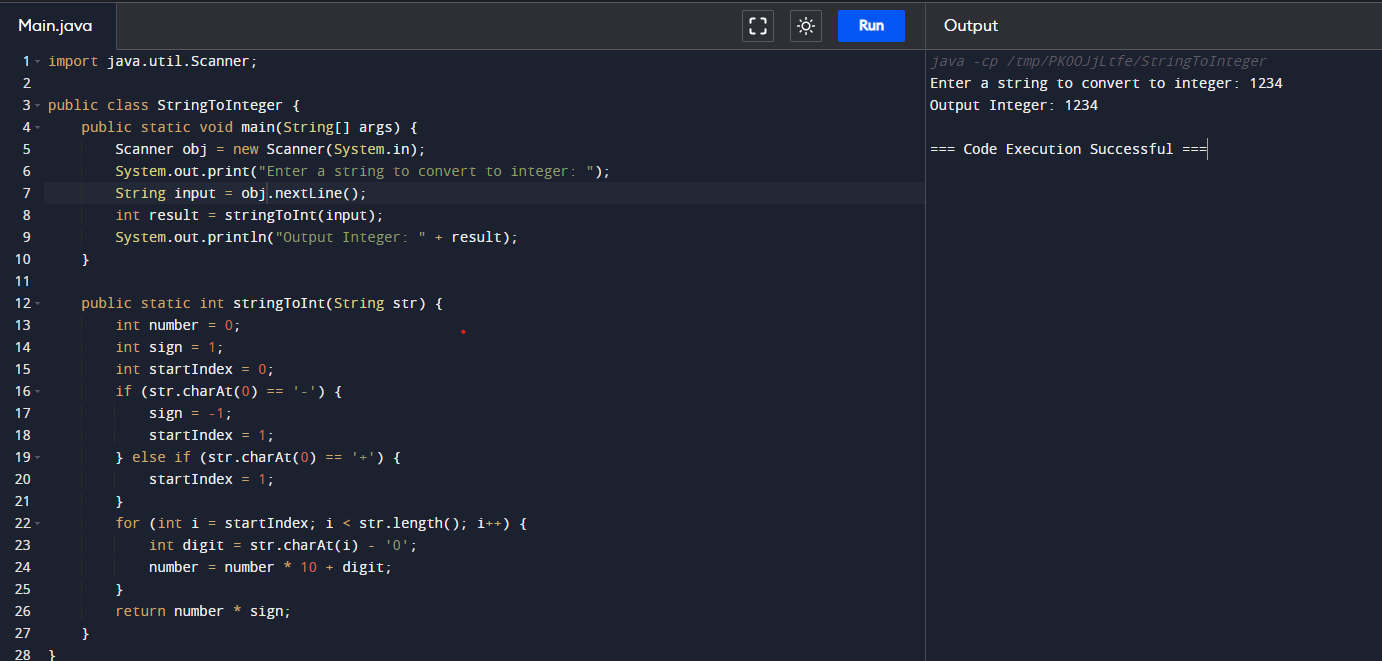 Main.java
Run
Output
1 import java.util.Scanner;
2
3 public class StringToInteger {
4     public static void main(String[] args) {
5         Scanner obj = new Scanner(System.in);
6         System.out.print("Enter a string to convert to integer: ");
7         String input = obj.nextLine();
8         int result = stringToInt(input);
9         System.out.println("Output Integer: " + result);
10     }
11
12     public static int stringToInt(String str) {
13         int number = 0;
14         int sign = 1;
15         int startIndex = 0;
16         if (str.charAt(0) == '-') {
17             sign = -1;
18             startIndex = 1;
19         } else if (str.charAt(0) == '+') {
20             startIndex = 1;
21         }
22         for (int i = startIndex; i < str.length(); i++) {
23             int digit = str.charAt(i) - '0';
24             number = number * 10 + digit;
25         }
26         return number * sign;
27     }
28 }
java -cp /tmp/PKOOJjLtfe/StringToInteger
Enter a string to convert to integer: 1234
Output Integer: 1234
=== Code Execution Successful ===